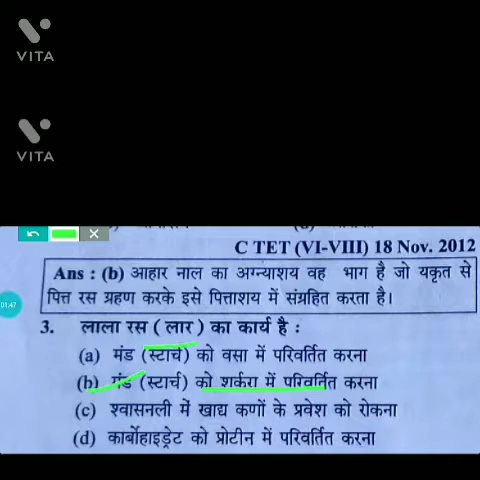 VITA
VITA
C TET (VI-VIII) 18 Nov. 2012
Ans : (b) आहार नाल का अग्न्याशय वह भाग है जो यकृत से
पित्त रस ग्रहण करके इसे पित्ताशय में संग्रहित करता है।
01:47
3. लाला रस ( लार ) का कार्य है :
(a) मंड (स्टार्च) को वसा में परिवर्तित करना
(b) मंड (स्टार्च) को शर्करा में परिवर्तित करना
(c) श्वासनली में खाद्य कणों के प्रवेश को रोकना
(d) कार्बोहाइड्रेट को प्रोटीन में परिवर्तित करना